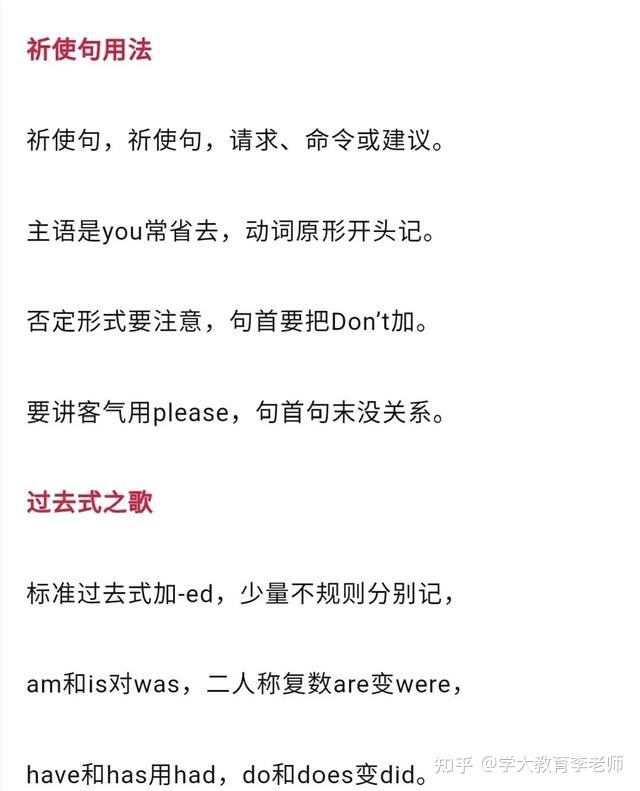 祈使句用法
祈使句，祈使句，请求、命令或建议。
主语是you常省去，动词原形开头记。
否定形式要注意，句首要把Don’t加。
要讲客气用please，句首句末没关系。
过去式之歌
标准过去式加-ed，少量不规则分别记，
am和is对was，二人称复数are变were，
have和has用had，do和does变did。
知乎 @学大教育李老师